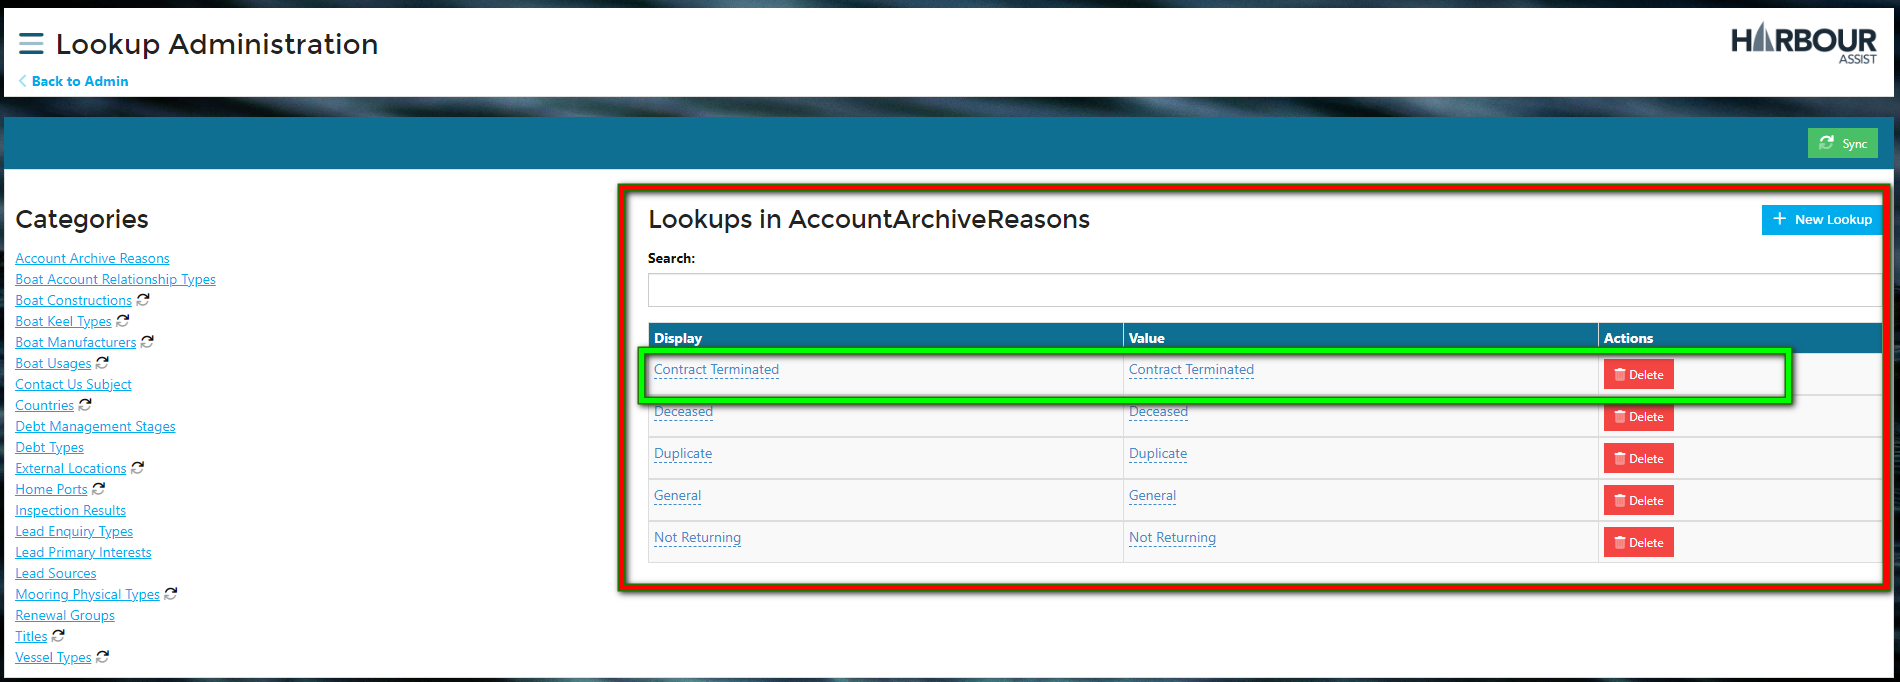 Lookup Administration
HARBOUR
ASSIST
Back to Admin
Sync
Categories
Account Archive Reasons
Boat Account Relationship Types
Boat Constructions
Boat Keel Types
Boat Manufacturers
Boat Usages
Contact Us Subject
Countries
Debt Management Stages
Debt Types
External Locations
Home Ports
Inspection Results
Lead Enquiry Types
Lead Primary Interests
Lead Sources
Mooring Physical Types
Renewal Groups
Titles
Vessel Types
Lookups in AccountArchiveReasons
New Lookup
Search:
Display Value Actions
Contract Terminated Contract Terminated Delete
Deceased Deceased Delete
Duplicate Duplicate Delete
General General Delete
Not Returning Not Returning Delete